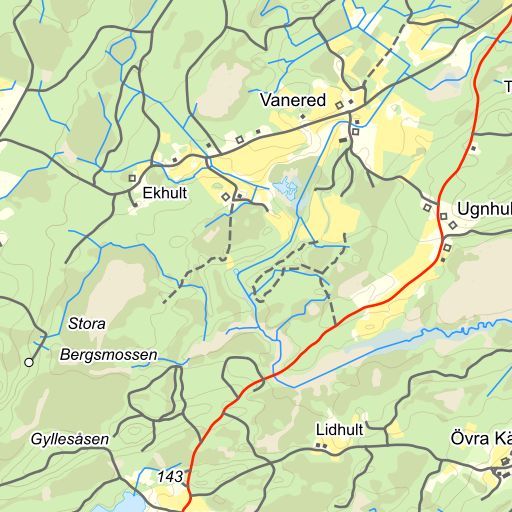 Vanered
T
Ekhult
Ugnhul
Stora
Bergsmossen
Lidhult
Gyllesåsen
Övra Kä
143